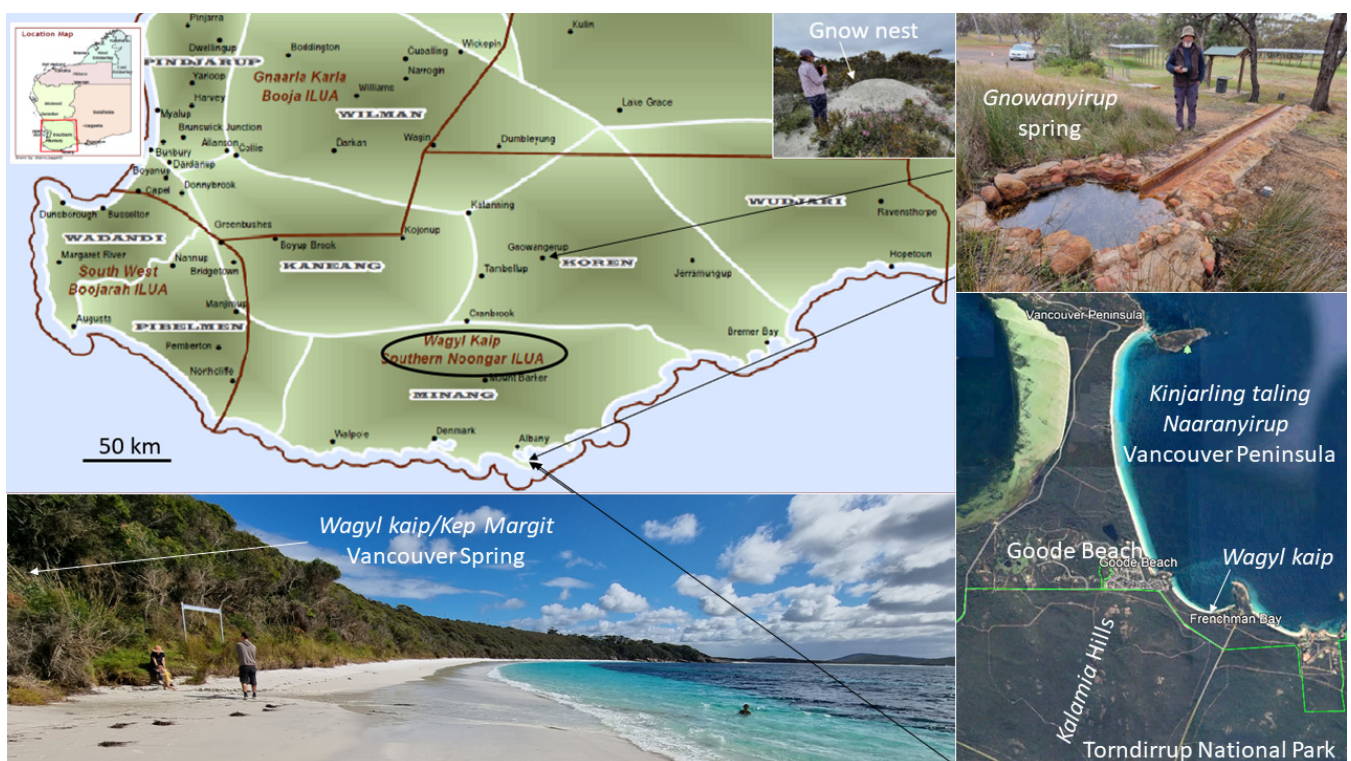 Location Map
Pinjarra
Dwellingup
PINDJARUP
Yarloop
Harvey
Myalup
Brunswick Junction
Allanson
Collie
Bunbury
Dardanup
Boyanup
Capel
Donnybrook
Boddington
Gnaarla Karla
Booja ILUA
Cuballing
Narrogin
Williams
WILMAN
Darkan
Wagin
Wickepin
Kulin
Lake Grace
Dumbleyung
Dunsborough
Busselton
WADANDI
Margaret River
South West
Boojarah ILUA
Nannup
Bridgetown
Greenbushes
Boyup Brook
Kojonup
KANEANG
Manjimup
PIBELMEN
Augusta
Pemberton
Northcliffe
Katanning
Gnowangerup
KOREN
Tambellup
Jerramungup
WUDJARI
Ravensthorpe
Hopetoun
Cranbrook
Bremer Bay
Wagyl Kaip
Southern Noongar ILUA
Mount Barker
MINANG
Walpole
Denmark
Albany
50 km
Gnow nest
Gnowanyirup
spring
Vancouver Peninsula
Kinjarling taling
Naaranyirup
Vancouver Peninsula
Goode Beach
Goode Beach
Wagyl kaip
Frenchman Bay
Kalamia Hills
Torndirrup National Park
Wagyl kaip/Kep Margit
Vancouver Spring